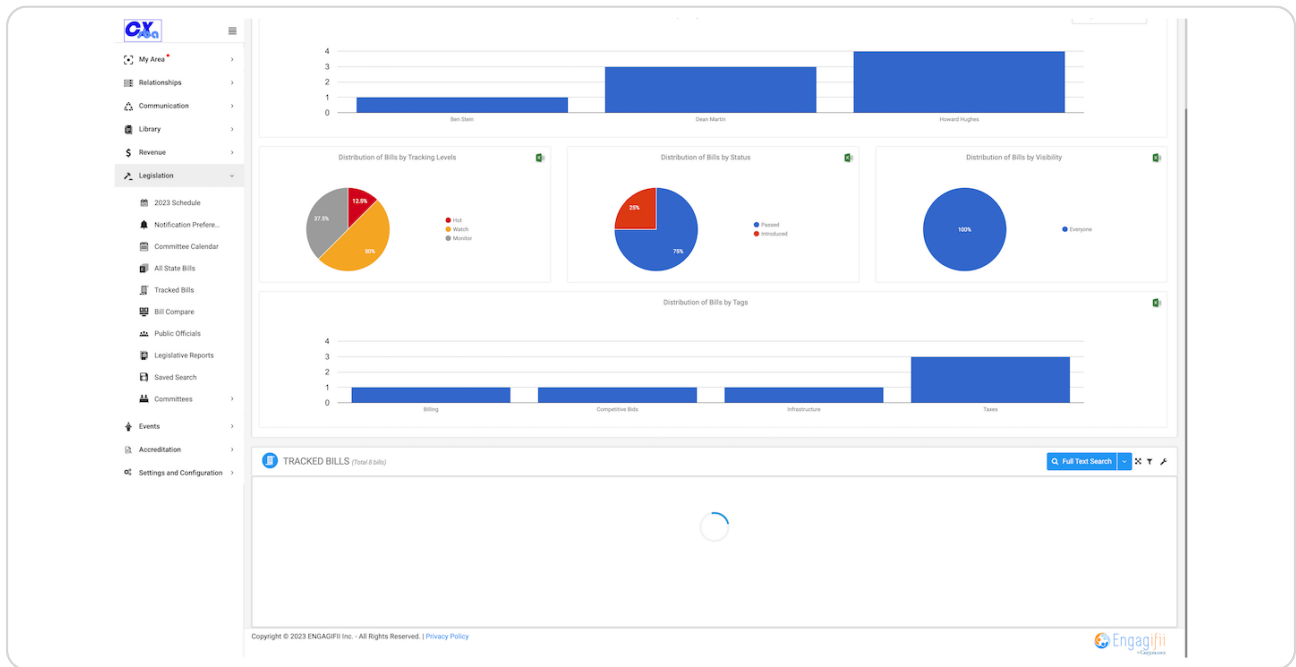 My Area
Relationships
Communication
Library
Revenue
Legislation
2023 Schedule
Notification Prefere...
Committee Calendar
All State Bills
Tracked Bills
Bill Compare
Public Officials
Legislative Reports
Saved Search
Committees
Events
Accreditation
Settings and Configuration
4
3
2
1
0
Ben Stein
Dean Martin
Howard Hughes
Distribution of Bills by Tracking Levels
12.5%
37.5%
50%
Hot
Watch
Monitor
Distribution of Bills by Status
25%
75%
Passed
Introduced
Distribution of Bills by Visibility
100%
Everyone
Distribution of Bills by Tags
4
3
2
1
0
Billing
Competitive Bids
Infrastructure
Taxes
TRACKED BILLS (Total 8 bills)
Full Text Search
Copyright © 2023 ENGAGIFII Inc. - All Rights Reserved. | Privacy Policy
Engagifii